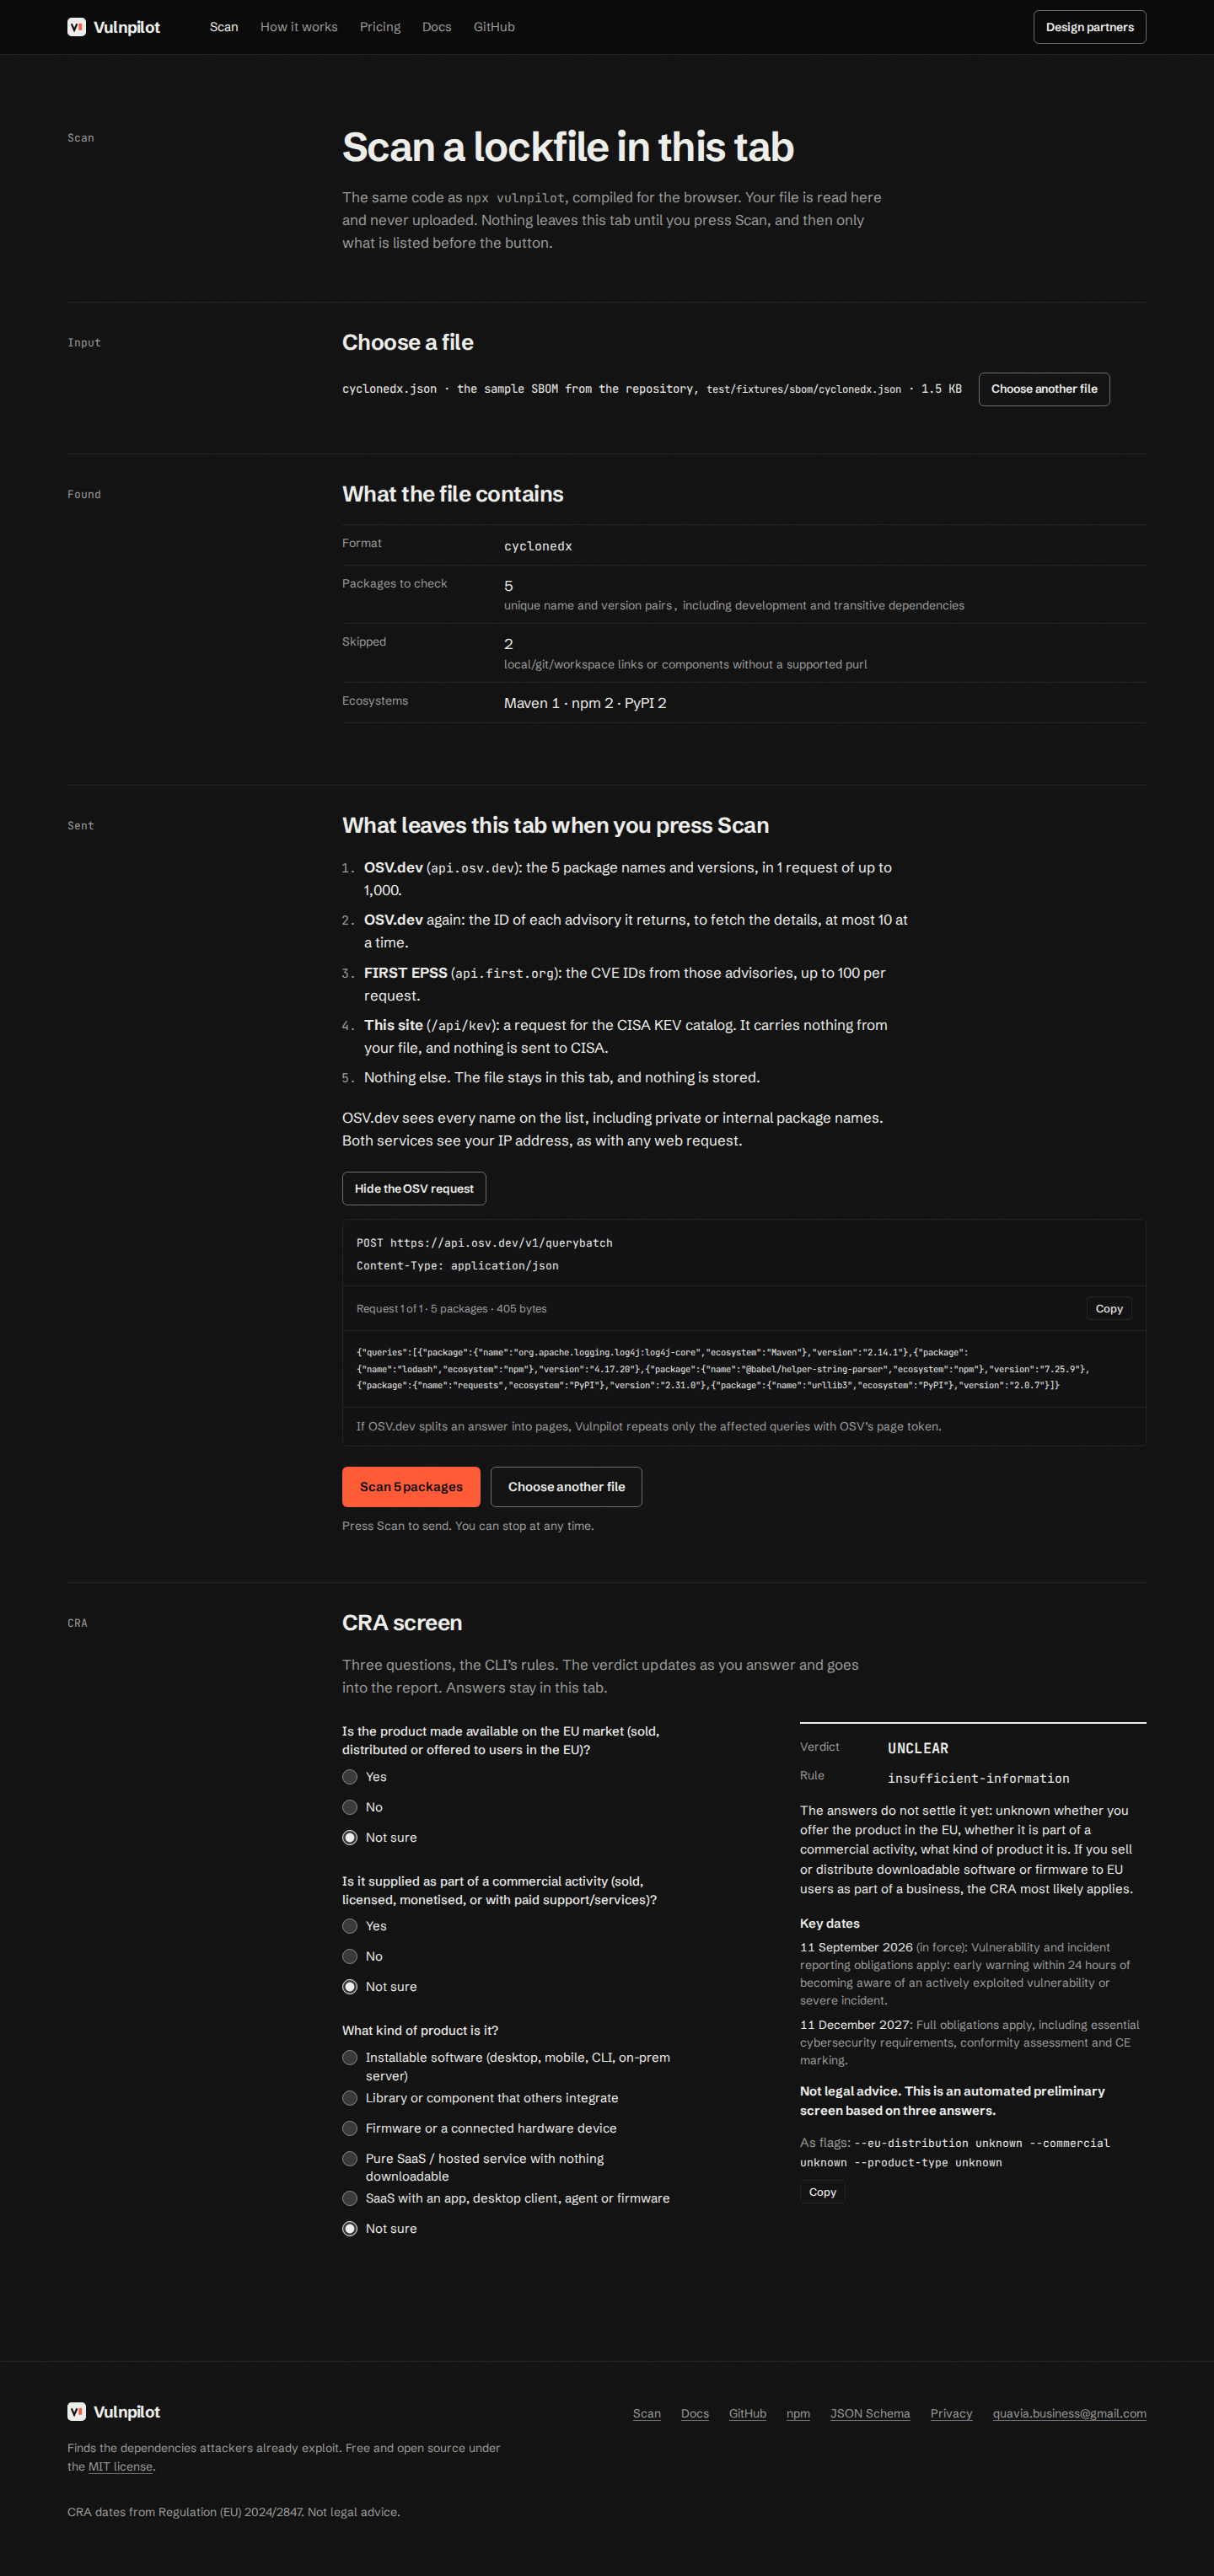 Vulnpilot
Scan
How it works
Pricing
Docs
GitHub
Design partners
Scan
Scan a lockfile in this tab
The same code as npx vulnpilot, compiled for the browser. Your file is read here
and never uploaded. Nothing leaves this tab until you press Scan, and then only
what is listed before the button.
Input
Choose a file
cyclonedx.json · the sample SBOM from the repository, test/fixtures/sbom/cyclonedx.json · 1.5 KB
Choose another file
Found
What the file contains
Format
cyclonedx
Packages to check
5
unique name and version pairs, including development and transitive dependencies
Skipped
2
local/git/workspace links or components without a supported purl
Ecosystems
Maven 1 · npm 2 · PyPI 2
Sent
What leaves this tab when you press Scan
1. OSV.dev (api.osv.dev): the 5 package names and versions, in 1 request of up to
1,000.
2. OSV.dev again: the ID of each advisory it returns, to fetch the details, at most 10 at
a time.
3. FIRST EPSS (api.first.org): the CVE IDs from those advisories, up to 100 per
request.
4. This site (/api/kev): a request for the CISA KEV catalog. It carries nothing from
your file, and nothing is sent to CISA.
5. Nothing else. The file stays in this tab, and nothing is stored.
OSV.dev sees every name on the list, including private or internal package names.
Both services see your IP address, as with any web request.
Hide the OSV request
POST https://api.osv.dev/v1/querybatch
Content-Type: application/json
Request 1 of 1 · 5 packages · 405 bytes
Copy
{"queries":[{"package":{"name":"org.apache.logging.log4j:log4j-core","ecosystem":"Maven"},"version":"2.14.1"},{"package":
{"name":"lodash","ecosystem":"npm"},"version":"4.17.20"},{"package":{"name":"@babel/helper-string-parser","ecosystem":"npm"},"version":"7.25.9"},
{"package":{"name":"requests","ecosystem":"PyPI"},"version":"2.31.0"},{"package":{"name":"urllib3","ecosystem":"PyPI"},"version":"2.0.7"}]}
If OSV.dev splits an answer into pages, Vulnpilot repeats only the affected queries with OSV's page token.
Scan 5 packages
Choose another file
Press Scan to send. You can stop at any time.
CRA
CRA screen
Three questions, the CLI's rules. The verdict updates as you answer and goes
into the report. Answers stay in this tab.
Is the product made available on the EU market (sold,
distributed or offered to users in the EU)?
Yes
No
Not sure
Is it supplied as part of a commercial activity (sold,
licensed, monetised, or with paid support/services)?
Yes
No
Not sure
What kind of product is it?
Installable software (desktop, mobile, CLI, on-prem
server)
Library or component that others integrate
Firmware or a connected hardware device
Pure SaaS / hosted service with nothing
downloadable
SaaS with an app, desktop client, agent or firmware
Not sure
Verdict
UNCLEAR
Rule
insufficient-information
The answers do not settle it yet: unknown whether you
offer the product in the EU, whether it is part of a
commercial activity, what kind of product it is. If you sell
or distribute downloadable software or firmware to EU
users as part of a business, the CRA most likely applies.
Key dates
11 September 2026 (in force): Vulnerability and incident
reporting obligations apply: early warning within 24 hours of
becoming aware of an actively exploited vulnerability or
severe incident.
11 December 2027: Full obligations apply, including essential
cybersecurity requirements, conformity assessment and CE
marking.
Not legal advice. This is an automated preliminary
screen based on three answers.
As flags: --eu-distribution unknown --commercial
unknown --product-type unknown
Copy
Vulnpilot
Scan
Docs
GitHub
npm
JSON Schema
Privacy
quavia.business@gmail.com
Finds the dependencies attackers already exploit. Free and open source under
the MIT license.
CRA dates from Regulation (EU) 2024/2847. Not legal advice.